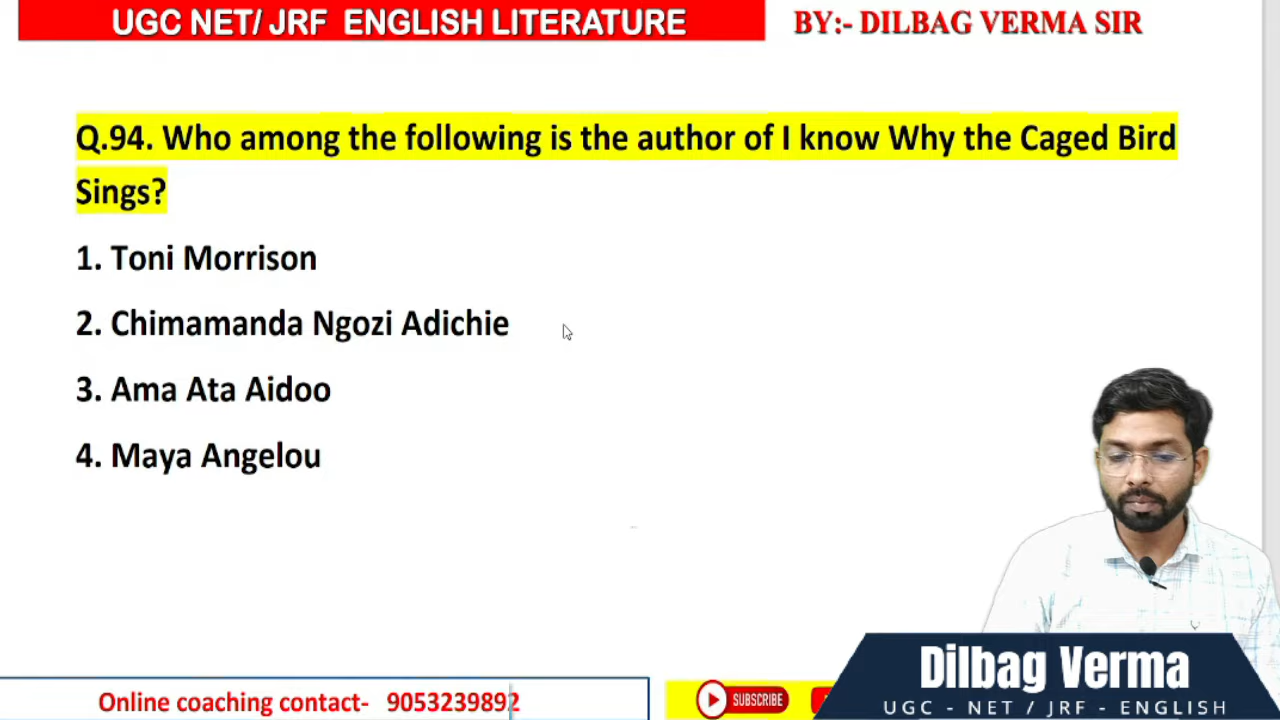 UGC NET/ JRF ENGLISH LITERATURE
BY:- DILBAG VERMA SIR
Q.94. Who among the following is the author of I know Why the Caged Bird
Sings?
1. Toni Morrison
2. Chimamanda Ngozi Adichie
3. Ama Ata Aidoo
4. Maya Angelou
Online coaching contact- 9053239892
SUBSCRIBE
Dilbag Verma
UGC - NET / JRF - ENGLISH